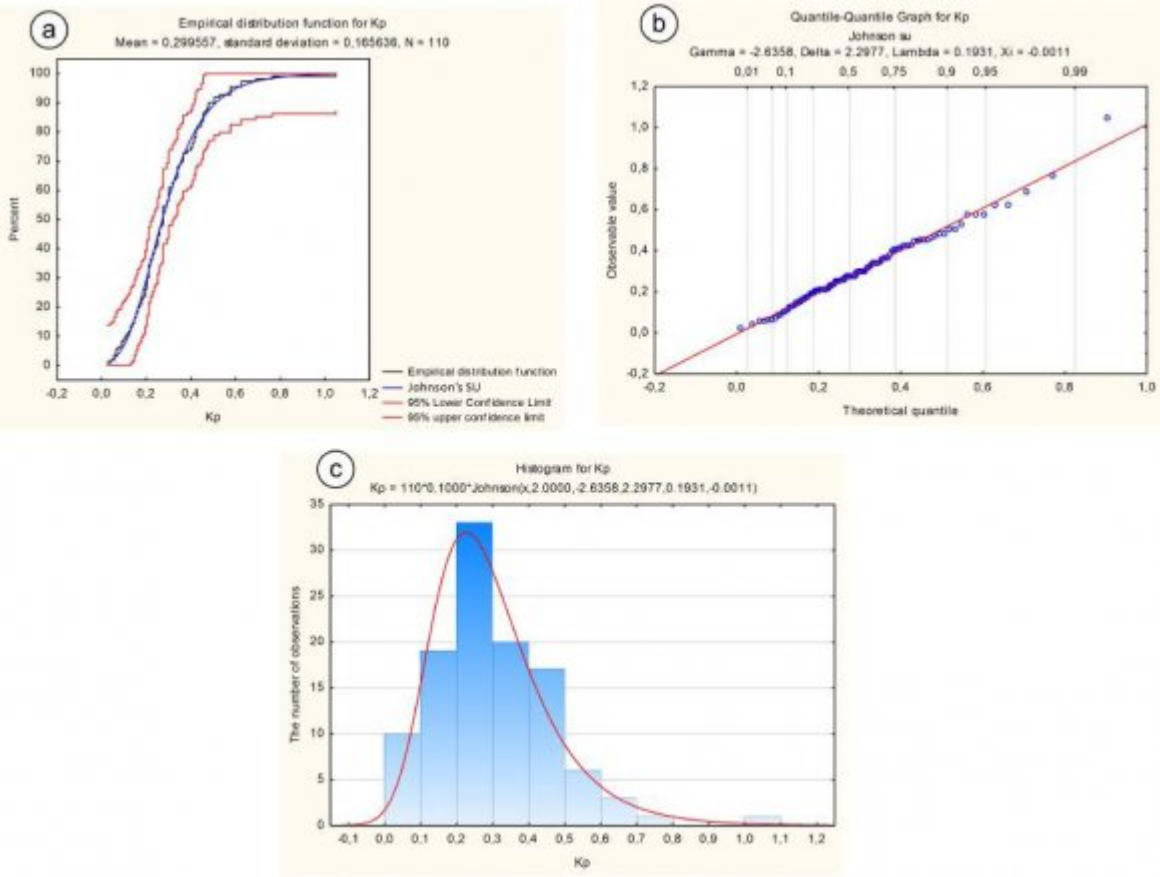 a
Empirical distribution function for Kp
Mean = 0,299557, standard deviation = 0,165636, N = 110
100
90
80
70
60
50
40
30
20
10
0
Percent
-0,2 0,0 0,2 0,4 0,6 0,8 1,0 1,2
Kp
Empirical distribution function
Johnson's SU
95% Lower Confidence Limit
95% upper confidence limit
b
Quantile-Quantile Graph for Kp
Johnson su
Gamma = -2.6358, Delta = 2.2977, Lambda = 0.1931, Xi = -0.0011
0,01 0,1 0,5 0,75 0,9 0,95 0,99
1,2
1,0
0,8
0,6
0,4
0,2
0,0
-0,2
Observable value
-0,2 0,0 0,2 0,4 0,6 0,8 1,0
Theoretical quantile
c
Histogram for Kp
Kp = 110*0.1000*Johnson(x,2.0000,-2.6358,2.2977,0.1931,-0.0011)
35
30
25
20
15
10
5
0
The number of observations
-0,1 0,0 0,1 0,2 0,3 0,4 0,5 0,6 0,7 0,8 0,9 1,0 1,1 1,2
Kp